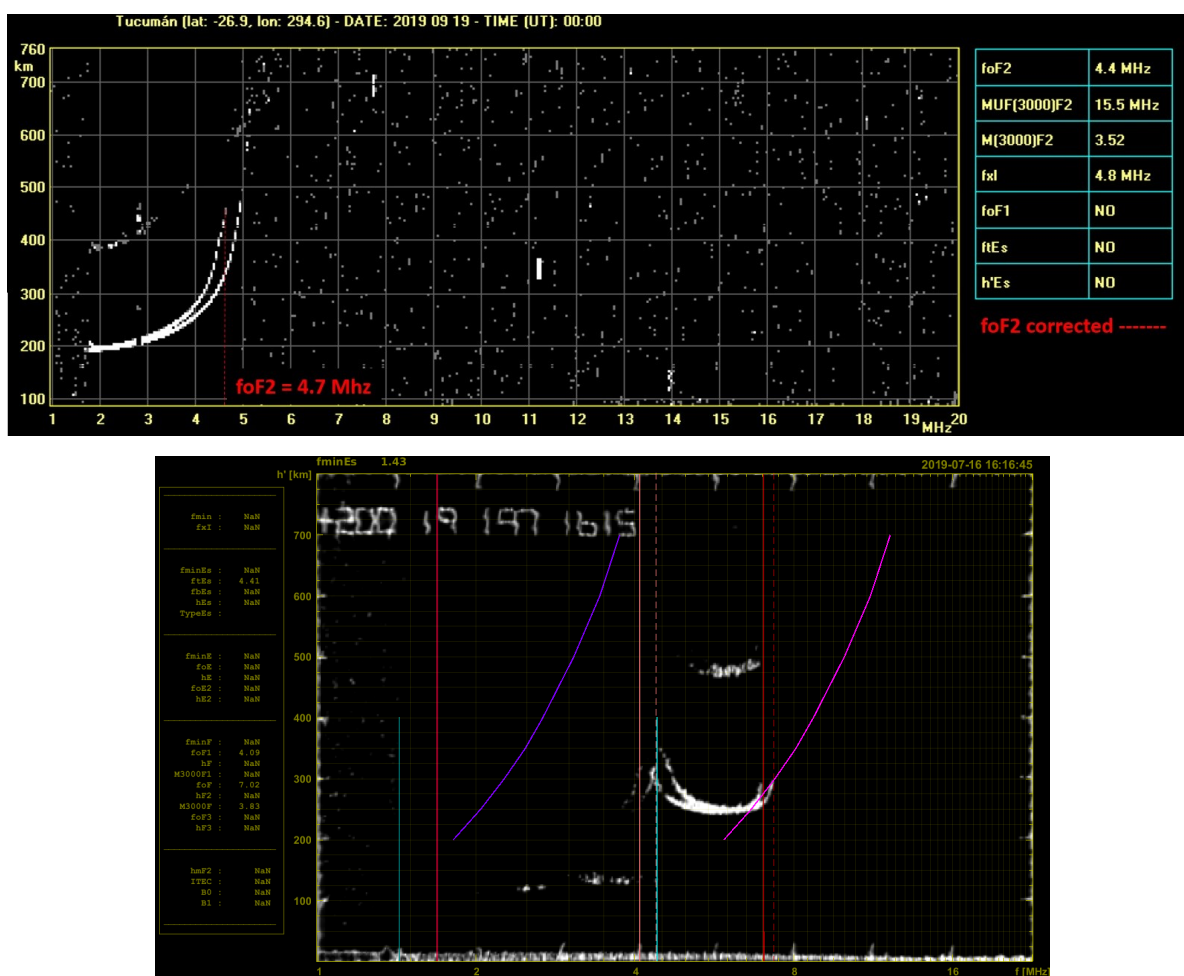 Tucumán (lat: -26.9, lon: 294.6) - DATE: 2019 09 19 - TIME (UT): 00:00
760
km
700
600
500
400
300
200
100
1 2 3 4 5 6 7 8 9 10 11 12 13 14 15 16 17 18 19 20
MHz
foF2 = 4.7 Mhz
foF2 4.4 MHz
MUF(3000)F2 15.5 MHz
M(3000)F2 3.52
fxI 4.8 MHz
foF1 NO
ftEs NO
h'Es NO
foF2 corrected -------
fminEs 1.43
2019-07-16 16:16:45
h' [km]
4200 19 197 1615
fmin : NaN
fxI : NaN
fminEs : NaN
ftEs : 4.41
fbEs : NaN
hEs : NaN
TypeEs :
fminE : NaN
foE : NaN
hE : NaN
foE2 : NaN
hE2 : NaN
fminF : NaN
foF1 : 4.09
hF : NaN
M3000F1 : NaN
foF : 7.02
hF2 : NaN
M3000F : 3.83
foF3 : NaN
hF3 : NaN
hmF2 : NaN
ITEC : NaN
B0 : NaN
B1 : NaN
700
600
500
400
300
200
100
1 2 4 8 16 f [MHz]